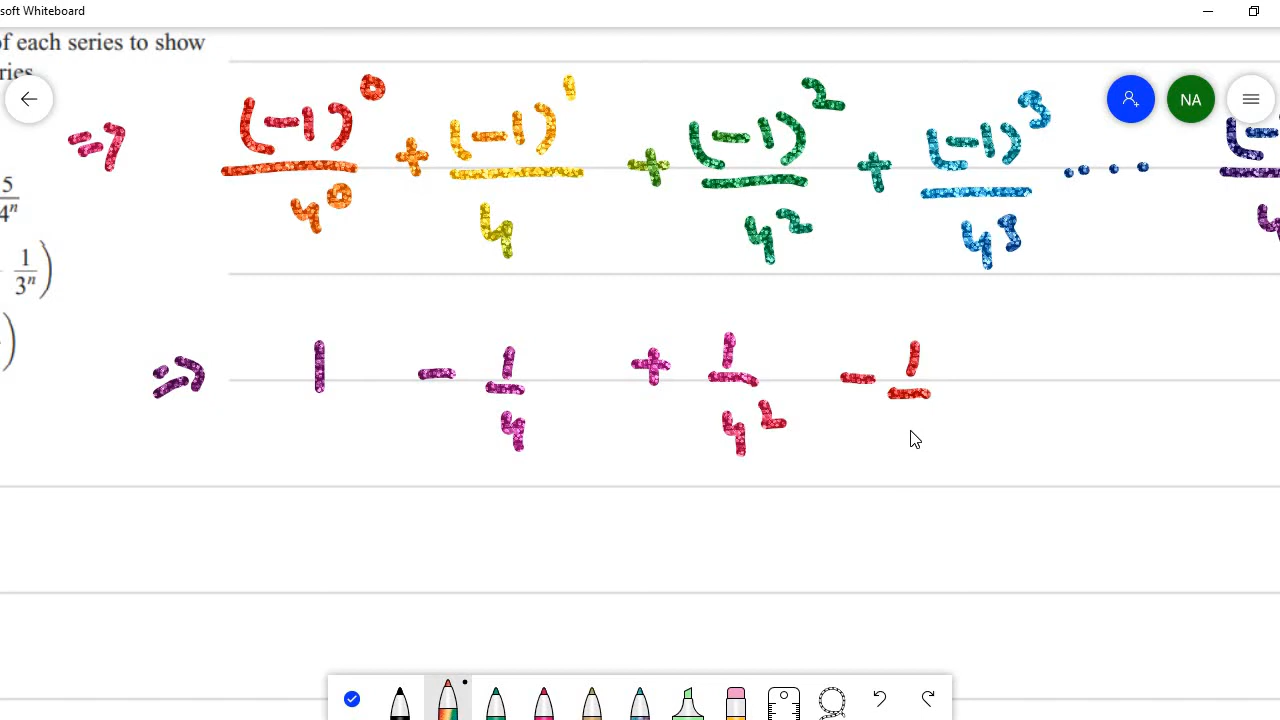 soft Whiteboard
of each series to show
ries
NA
⇒ (-1)^0/4^0 + (-1)^1/4 + (-1)^2/4^2 + (-1)^3/4^3 ....
5/4^n
1/3^n)
)
⇒ 1 - 1/4 + 1/4^2 - 1/